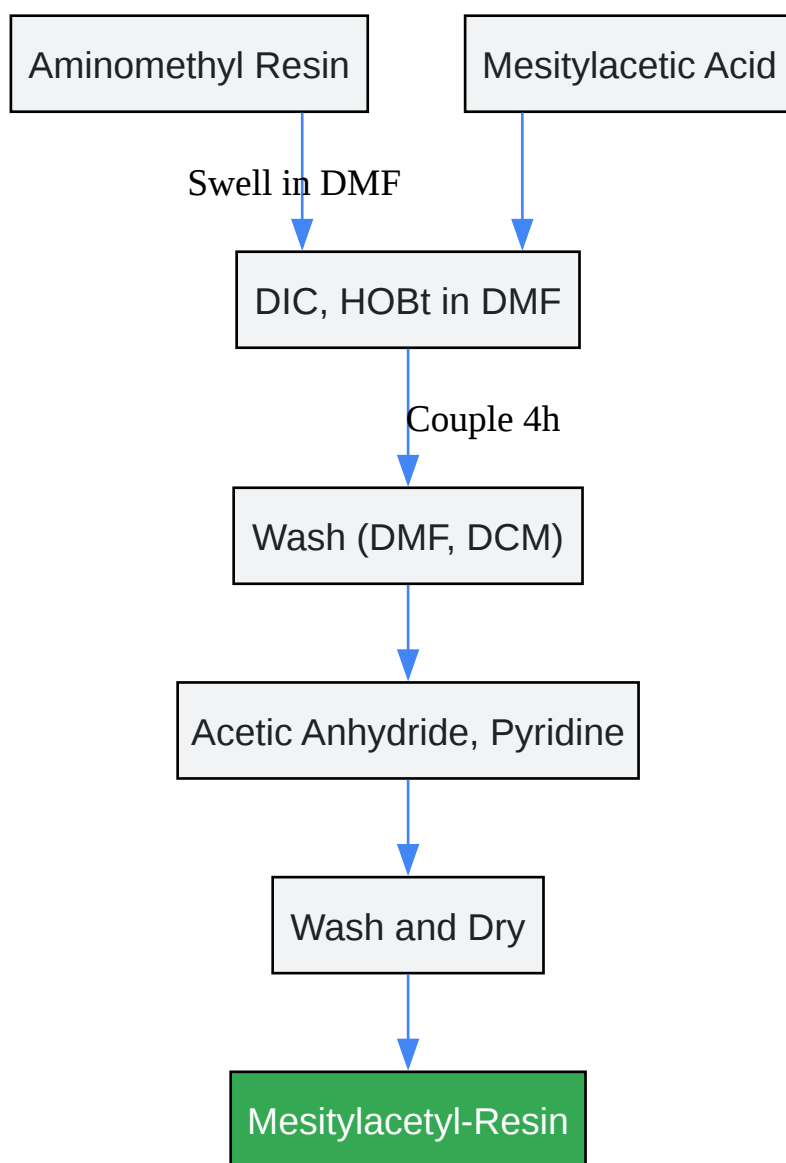 Aminomethyl Resin
Mesitylacetic Acid
Swell in DMF
DIC, HOBt in DMF
Couple 4h
Wash (DMF, DCM)
Acetic Anhydride, Pyridine
Wash and Dry
Mesitylacetyl-Resin